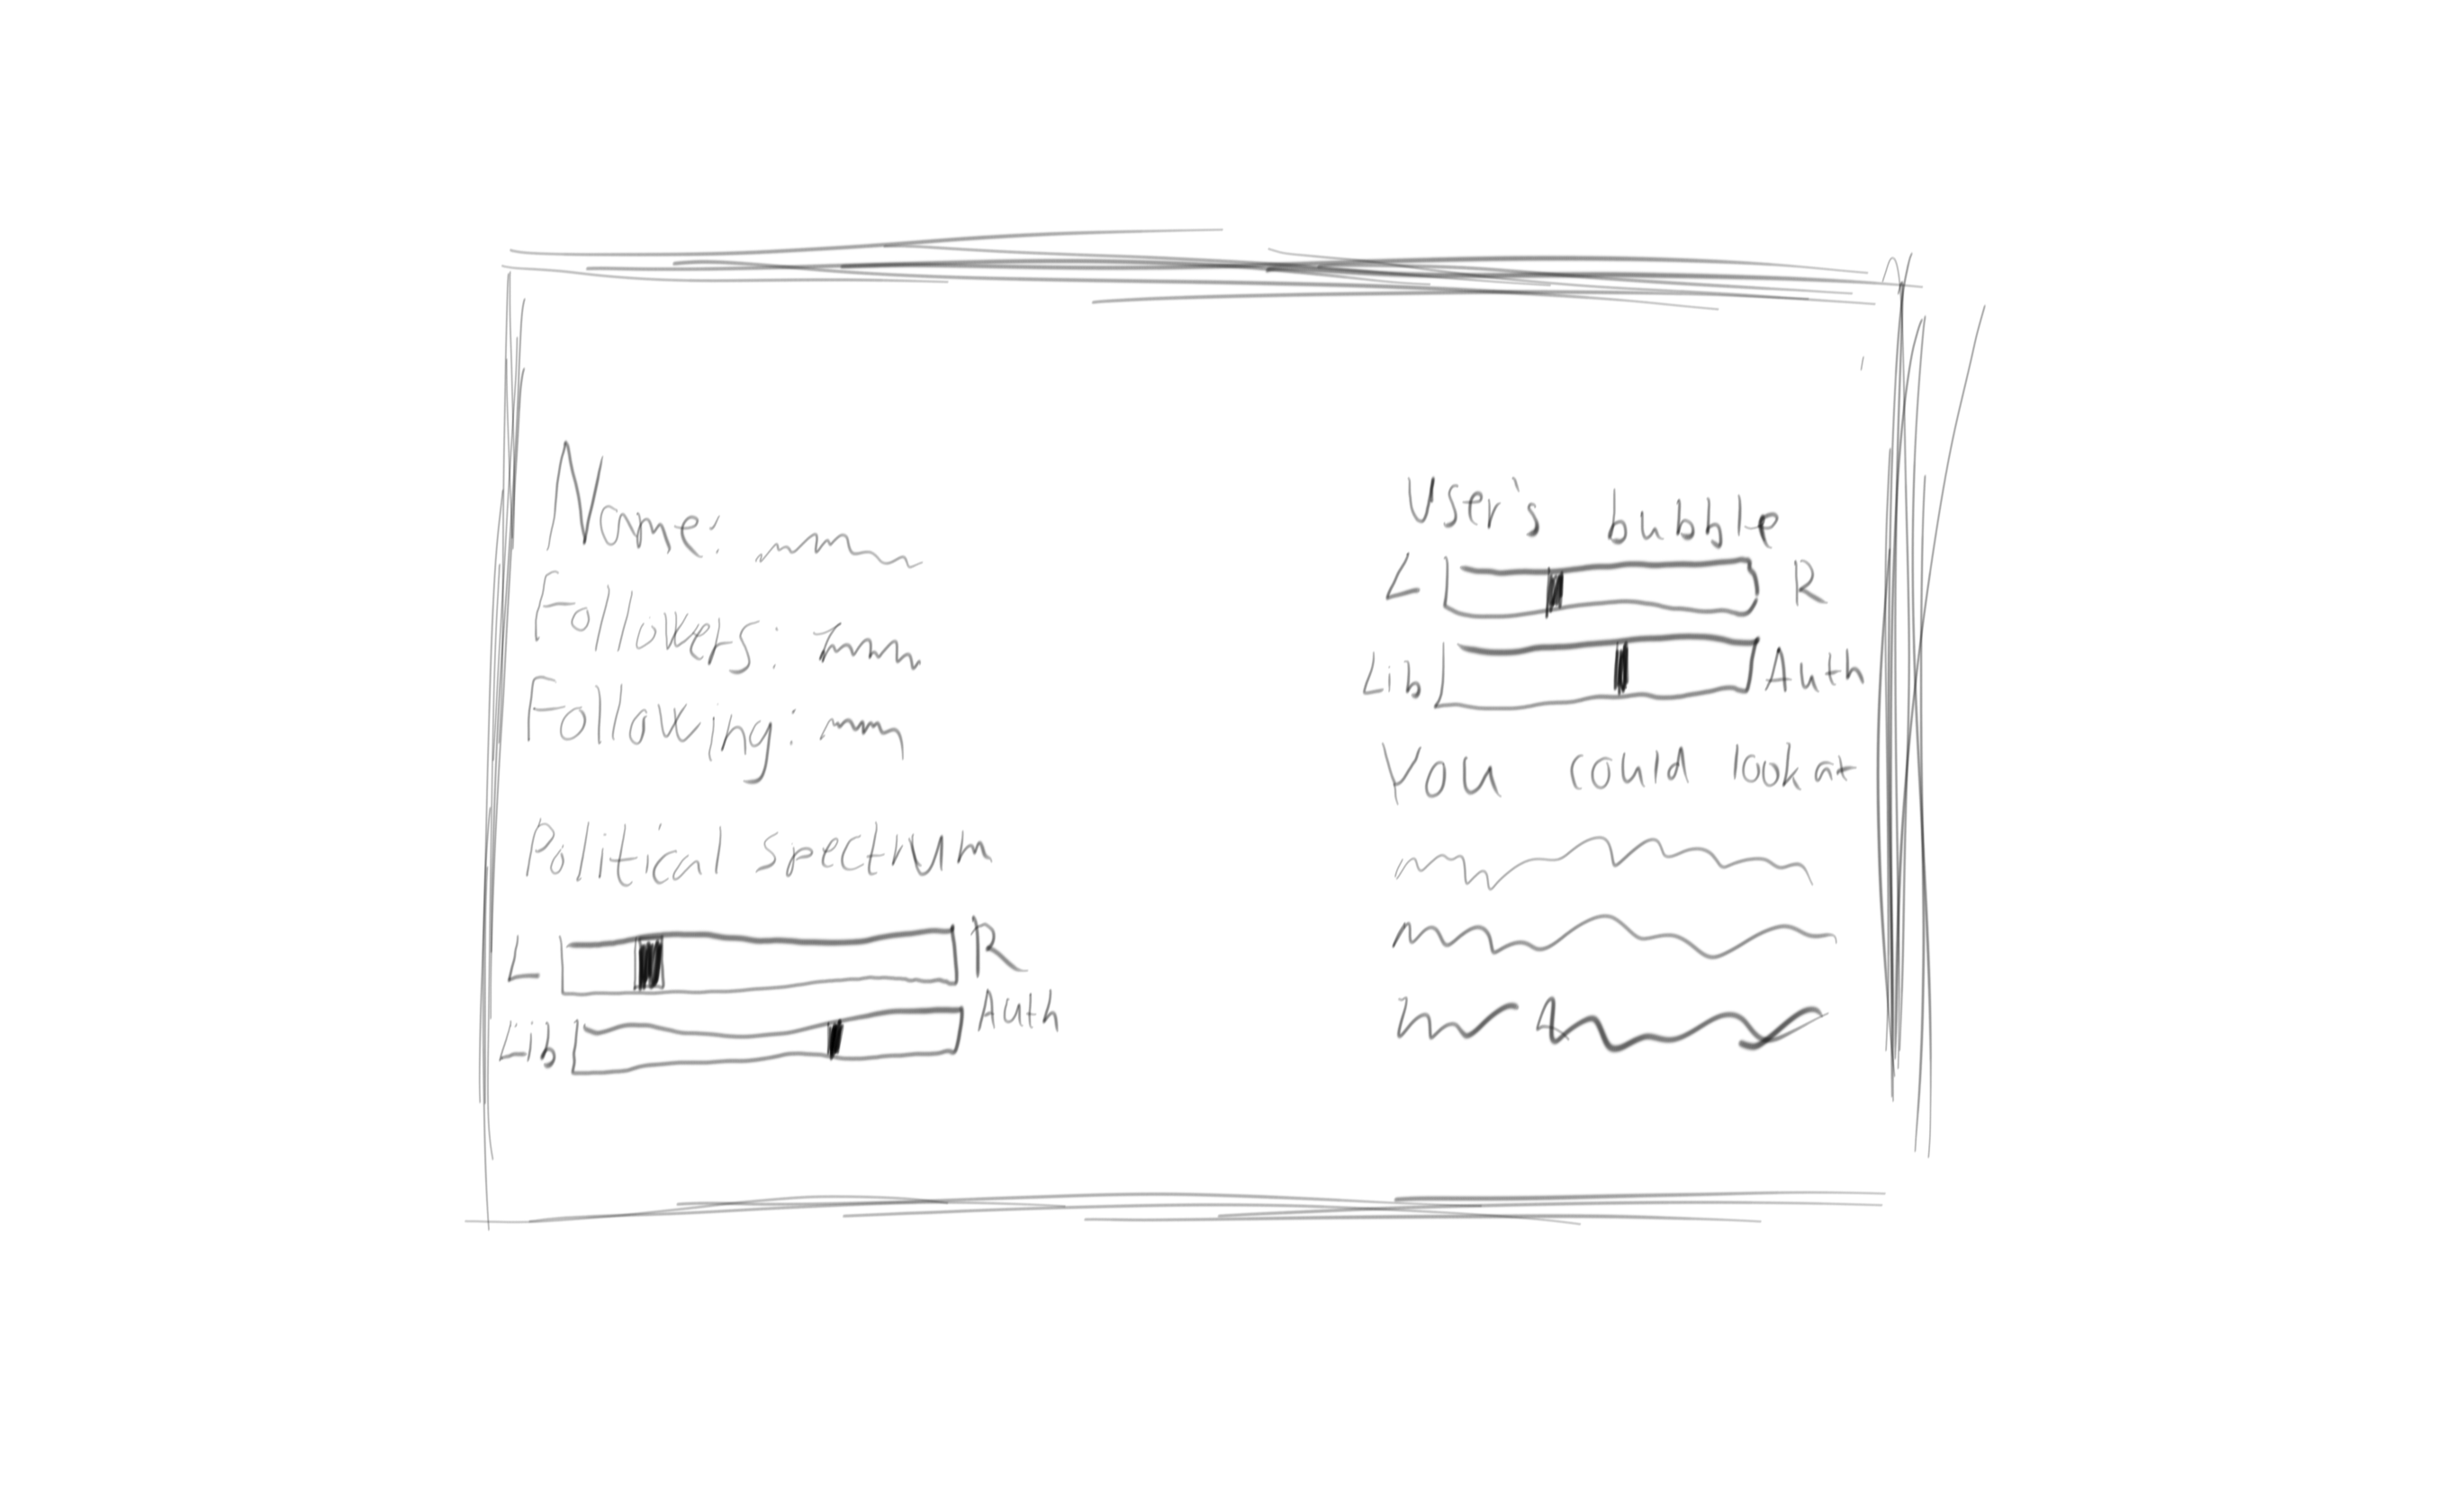 Name:
Followers:
Following:
Political spectrum
L R
Lib Auth
User's bubble
L R
Lib Auth
You could look at